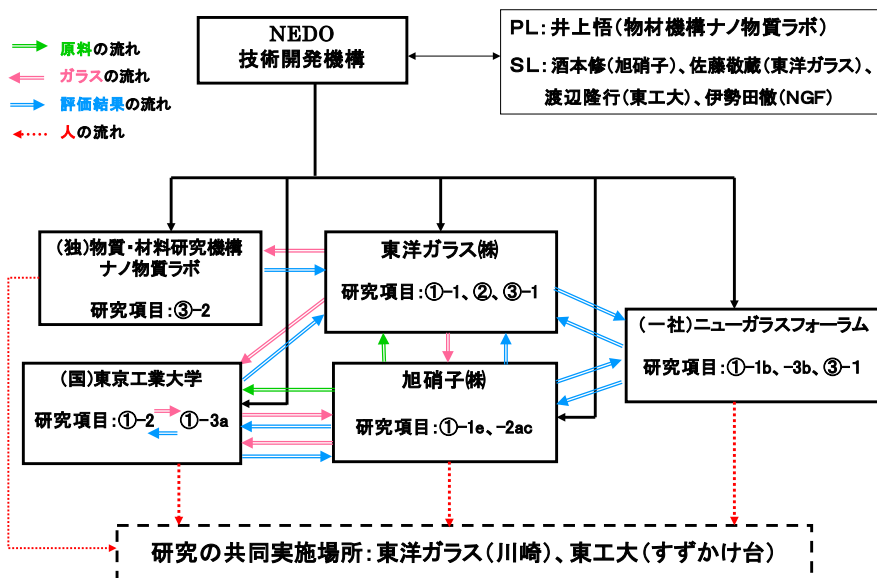 NEDO
技術開発機構
PL:井上悟(物材機構ナノ物質ラボ)
SL:酒本修(旭硝子)、佐藤敬蔵(東洋ガラス)、
渡辺隆行(東工大)、伊勢田徹(NGF)
原料の流れ
ガラスの流れ
評価結果の流れ
人の流れ
(独)物質・材料研究機構
ナノ物質ラボ
研究項目:③-2
東洋ガラス㈱
研究項目:①-1、②、③-1
(一社)ニューガラスフォーラム
研究項目:①-1b、-3b、③-1
(国)東京工業大学
研究項目:①-2 ①-3a
旭硝子㈱
研究項目:①-1e、-2ac
研究の共同実施場所:東洋ガラス(川崎)、東工大(すずかけ台)